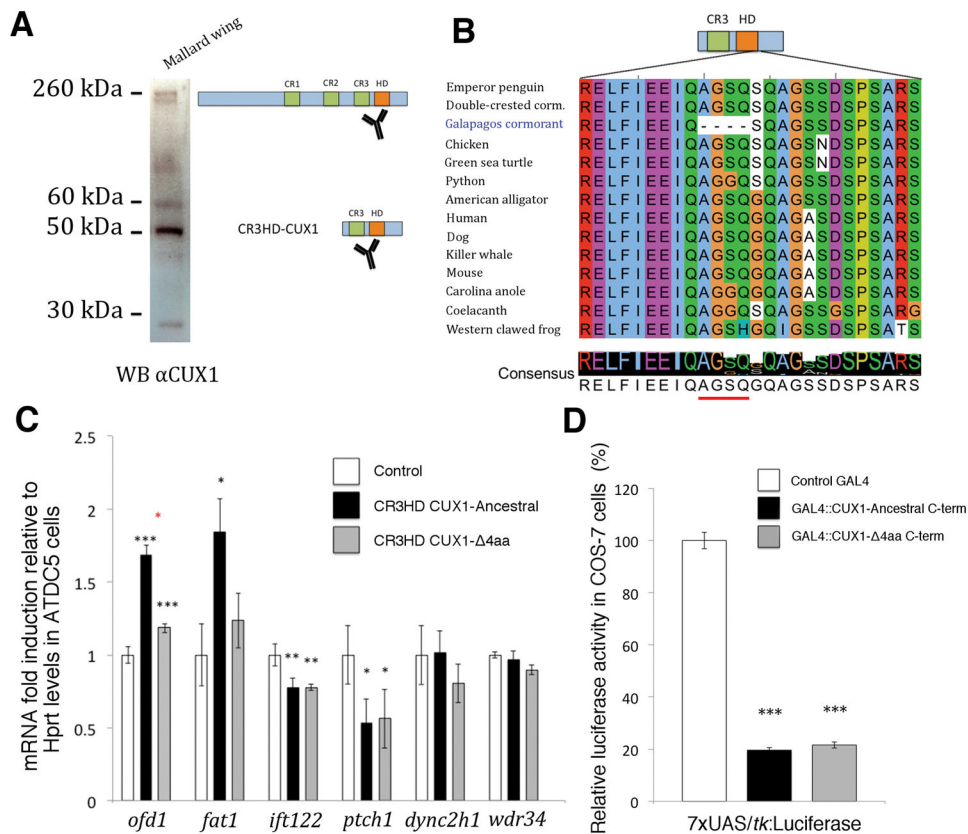 A
Mallard wing
260 kDa
60 kDa
50 kDa
30 kDa
WB αCUX1
CR1 CR2 CR3 HD
CR3HD-CUX1
CR3 HD
B
CR3 HD
Emperor penguin RELFIEEIQAGSQSQAGSSDSPSARS
Double-crested corm. RELFIEEIQAGSQSQAGSSDSPSARS
Galapagos cormorant RELFIEEIQ----SQAGSSDSPSARS
Chicken RELFIEEIQAGSQSQAGSNDSPSARS
Green sea turtle RELFIEEIQAGSQSQAGSNDSPSARS
Python RELFIEEIQAGGQSQAGSSDSPSARS
American alligator RELFIEEIQAGSQGQAGSSDSPSARS
Human RELFIEEIQAGSQGQAGASDSPSARS
Dog RELFIEEIQAGSQGQAGASDSPSARS
Killer whale RELFIEEIQAGSQGQAGASDSPSARS
Mouse RELFIEEIQAGSQGQAGASDSPSARS
Carolina anole RELFIEEIQAGGQGQAGSSDSPSARS
Coelacanth RELFIEEIQAGSQSQAGSSGSPSARG
Western clawed frog RELFIEEIQAGSHGQIGSSDSPSATS
Consensus
RELFIEEIQAGSQGQAGSSDSPSARS
C
mRNA fold induction relative to
Hprt levels in ATDC5 cells
2.5
2
1.5
1
0.5
0
Control
CR3HD CUX1-Ancestral
CR3HD CUX1-Δ4aa
*
***
***
*
** **
* *
ofd1 fat1 ift122 ptch1 dync2h1 wdr34
D
Relative luciferase activity in COS-7 cells (%)
120
100
80
60
40
20
0
Control GAL4
GAL4::CUX1-Ancestral C-term
GAL4::CUX1-Δ4aa C-term
*** ***
7xUAS/tk:Luciferase